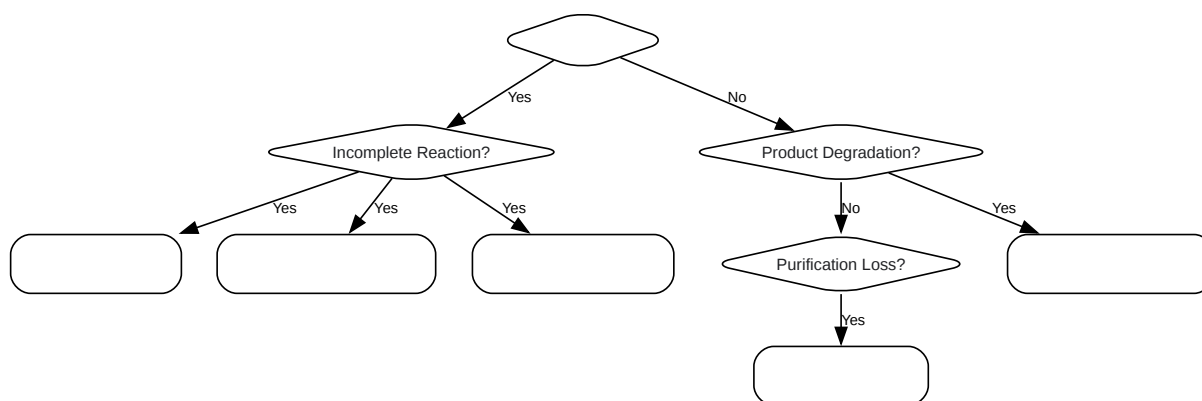 Yes
No
Incomplete Reaction?
Product Degradation?
Yes
Yes
Yes
No
Yes
Purification Loss?
Yes